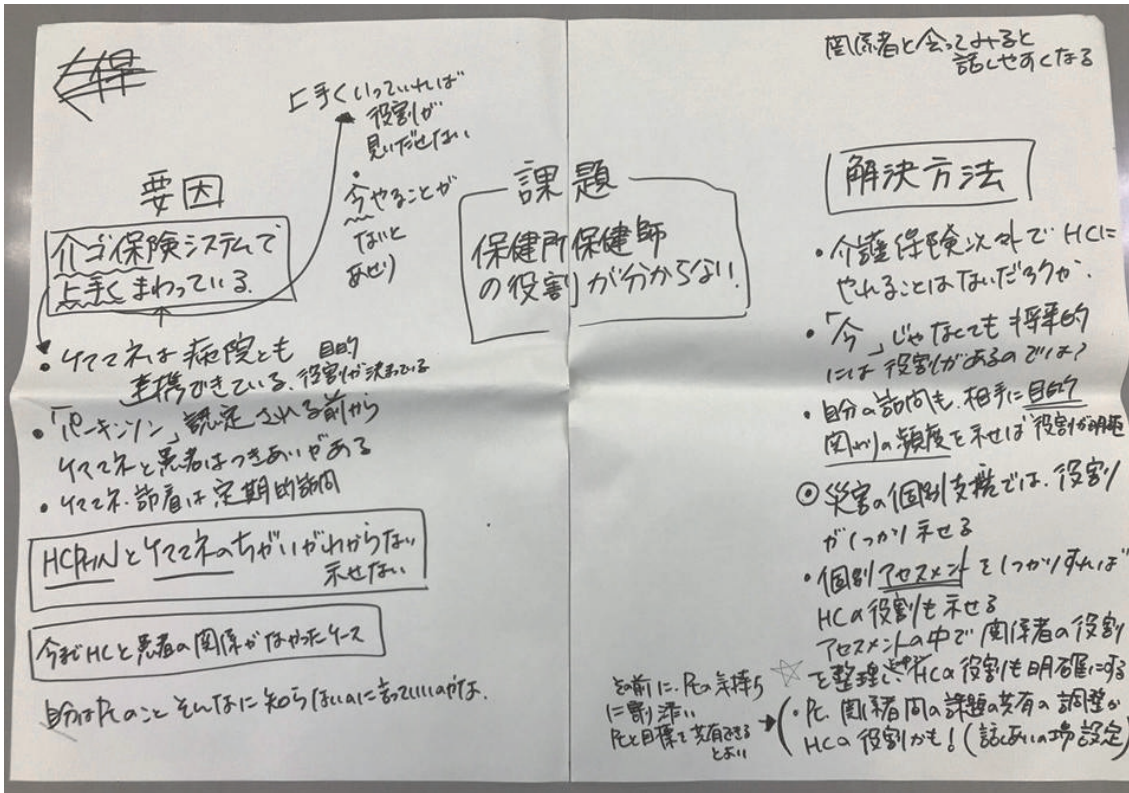 要因
介ゴ保険システムで
上手くまわっている.
上手くいっていれば
役割が
見いだせない
・今やることが
ないと
あせり
・ケアマネは病院とも
連携できている. 目的 役割が決まっている
・「パーキンソン」認定される前から
ケアマネと患者はつきあいがある
・ケアマネ. 訪看は定期的訪問
HCPHNとケアマネのちがいがわからない
示せない
今までHCと患者の関係がなかったケース
自分はPtのこと そんなに知らないのに言っていいのかな.
課題
保健所保健師
の役割が分からない.
関係者と会ってみると
話しやすくなる
解決方法
・介護保険以外でHCに
やれることはないだろうか.
・「今」じゃなくても将来的
には役割があるのでは?
・自分の訪問も. 相手に目的
関わりの頻度を示せば役割が明確
◎災害の個別支援では、役割
がしっかり示せる
・個別アセスメントをしっかりすれば
HCの役割も示せる
アセスメントの中で関係者の役割
を整理し HCの役割も明確にする
・Pt. 関係者間の課題の共有の調整が
HCの役割かも! (話しあいの場設定)
その前に. Ptの気持ち
に寄り添い
Ptと目標を共有できる
とよい